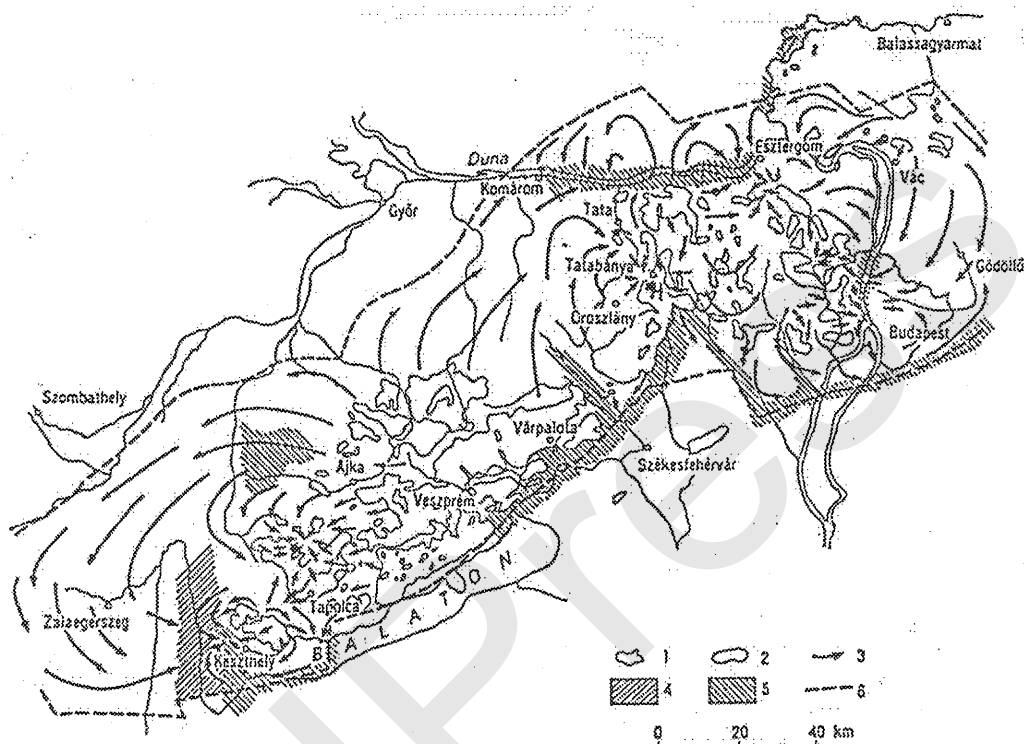 Balassagyarmat
Esztergom
Duna
Komárom
Vác
Győr
Tata
Tatabánya
Gödöllő
Oroszlány
Budapest
Szombathely
Várpalota
Ajka
Székesfehérvár
Veszprém
Tapolca
Zalaegerszeg
Keszthely
BALATON
1 2 3
4 5 6
0 20 40 km
Press